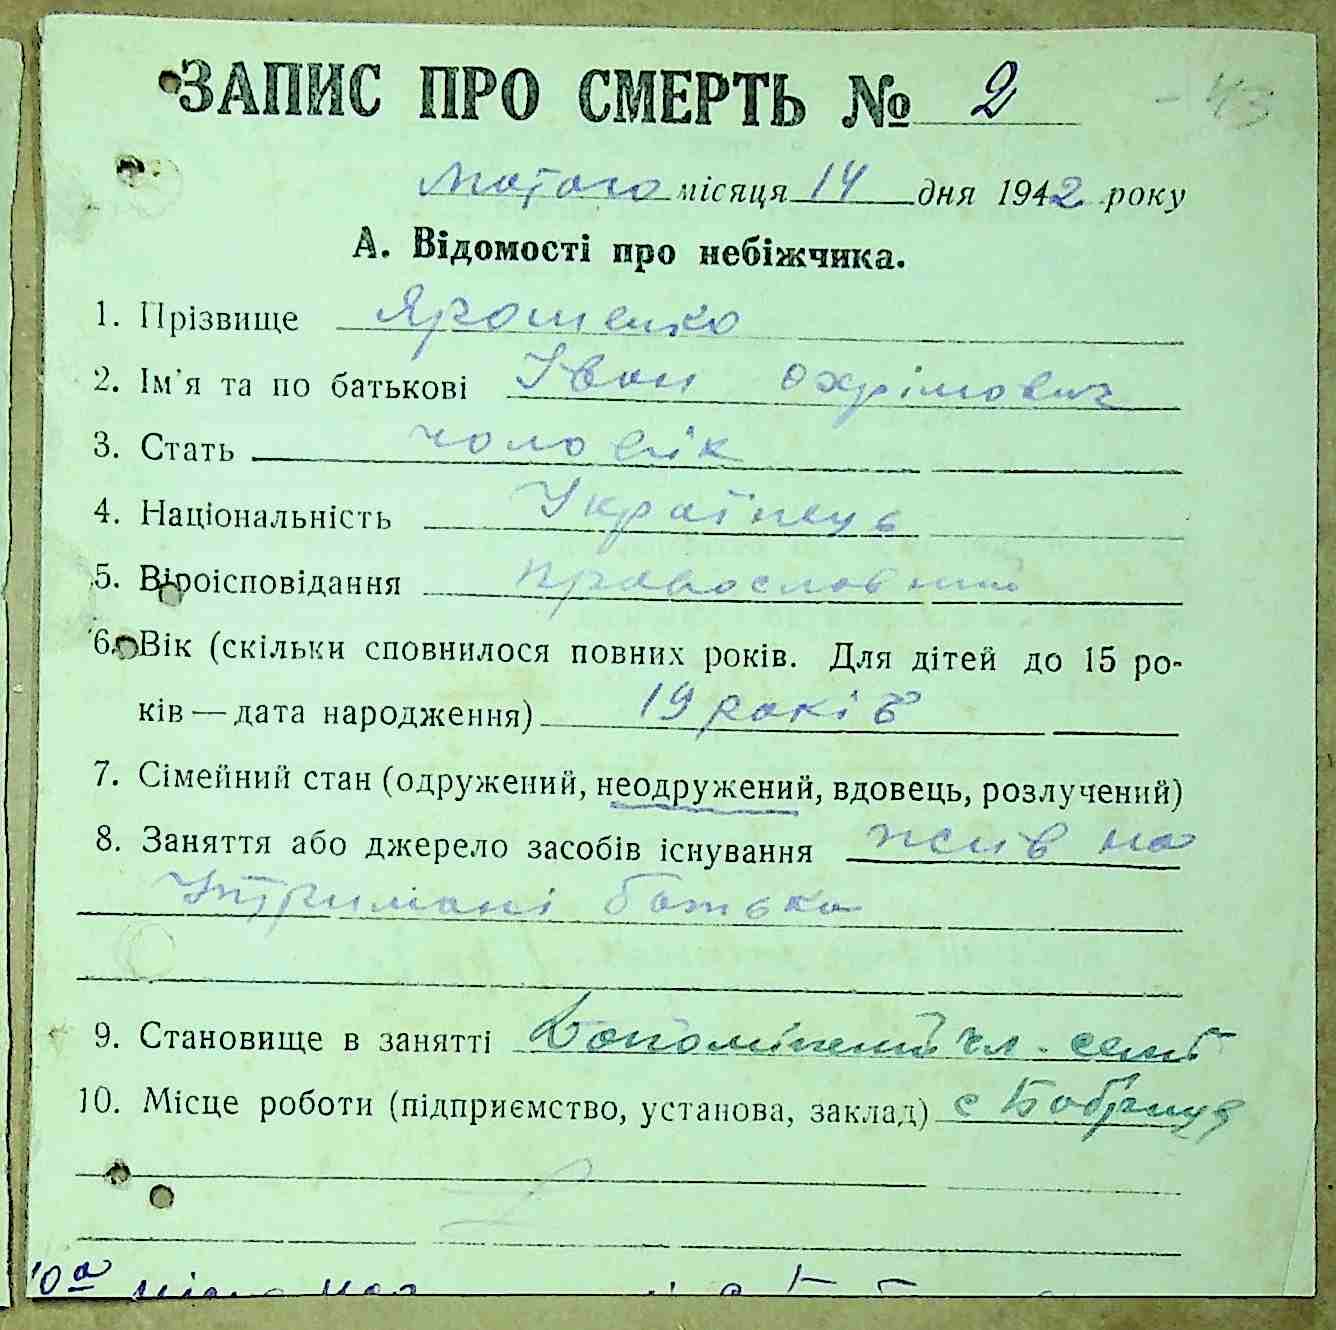 ЗАПИС ПРО СМЕРТЬ № 2
- 43
Лютого місяця 14 дня 1942 року
А. Відомості про небіжчика.
1. Прізвище Ярошенко
2. Ім'я та по батькові Іван Охрімович
3. Стать чоловік
4. Національність Українець
5. Віроісповідання православний
6. Вік (скільки сповнилося повних років. Для дітей до 15 ро-
ків — дата народження) 19 років
7. Сімейний стан (одружений, неодружений, вдовець, розлучений)
8. Заняття або джерело засобів існування жив на
Утримані батька
9. Становище в занятті Допоміжний чл. сем
10. Місце роботи (підприємство, установа, заклад) с Бобриця
10а